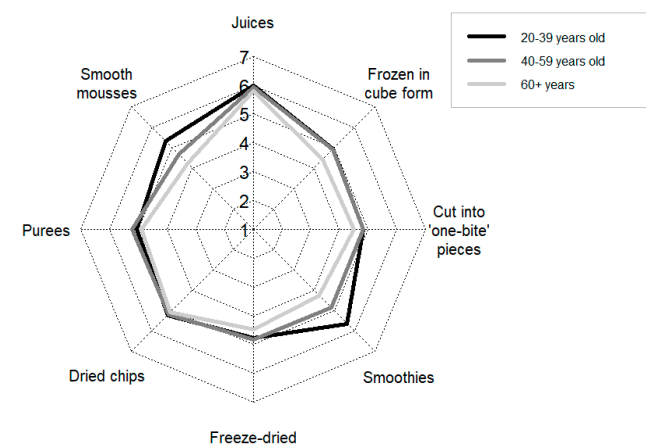 Juices
20-39 years old
40-59 years old
60+ years
7
6
5
4
3
2
1
Smooth
mousses
Frozen in
cube form
Purees
Cut into
'one-bite'
pieces
Dried chips
Smoothies
Freeze-dried